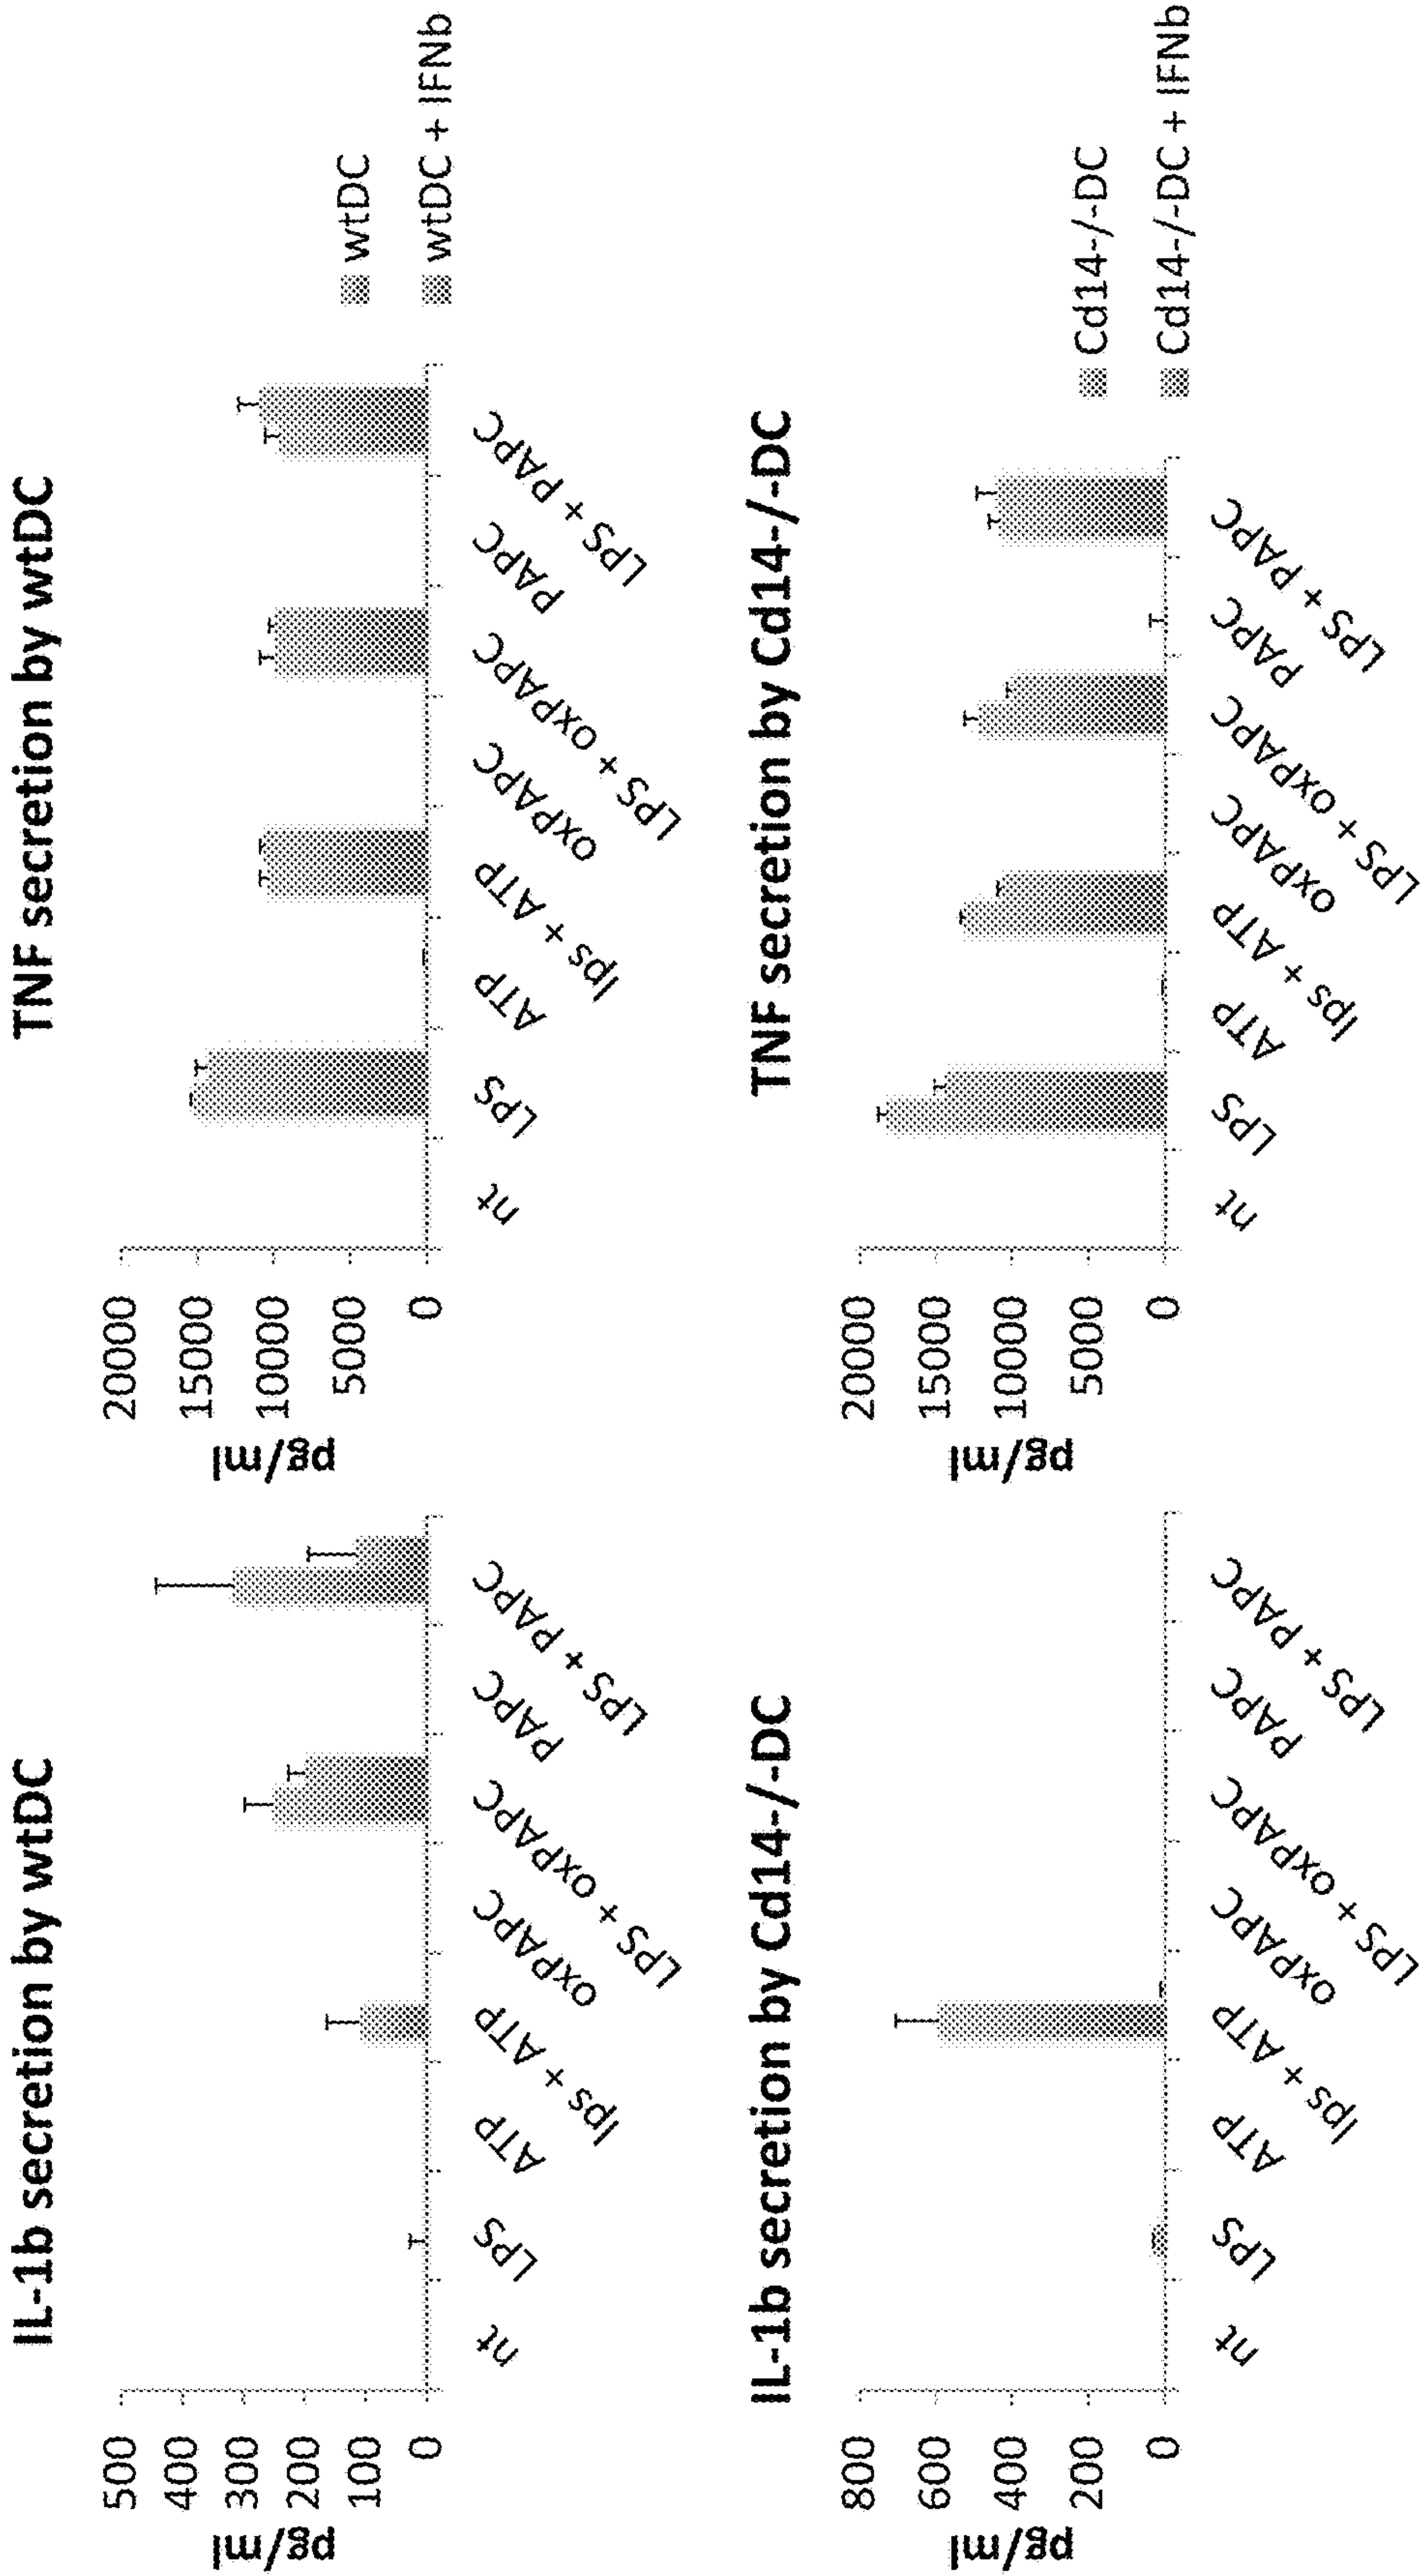 IL-1b secretion by wtDC
pg/ml
500
400
300
200
100
0
nt
LPS
ATP
lps + ATP
oxPAPC
LPS + oxPAPC
PAPC
LPS + PAPC
TNF secretion by wtDC
pg/ml
20000
15000
10000
5000
0
nt
LPS
ATP
lps + ATP
oxPAPC
LPS + oxPAPC
PAPC
LPS + PAPC
wtDC
wtDC + IFNb
IL-1b secretion by Cd14-/-DC
pg/ml
800
600
400
200
0
nt
LPS
ATP
lps + ATP
oxPAPC
LPS + oxPAPC
PAPC
LPS + PAPC
TNF secretion by Cd14-/-DC
pg/ml
20000
15000
10000
5000
0
nt
LPS
ATP
lps + ATP
oxPAPC
LPS + oxPAPC
PAPC
LPS + PAPC
Cd14-/-DC
Cd14-/-DC + IFNb